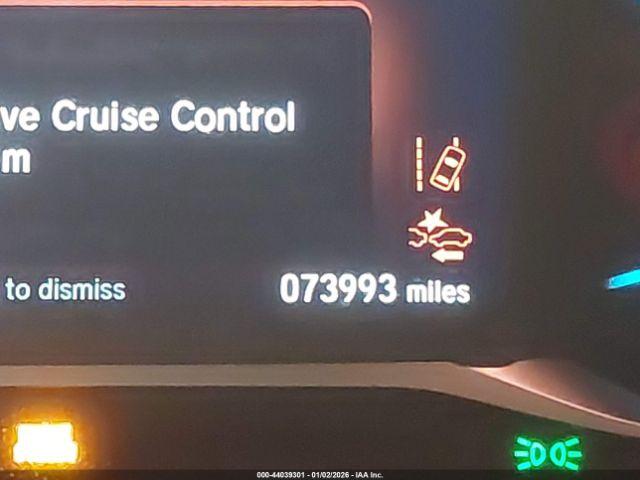 ve Cruise Control
m
to dismiss
073993 miles
000-44039301 - 01/02/2026 - IAA Inc.